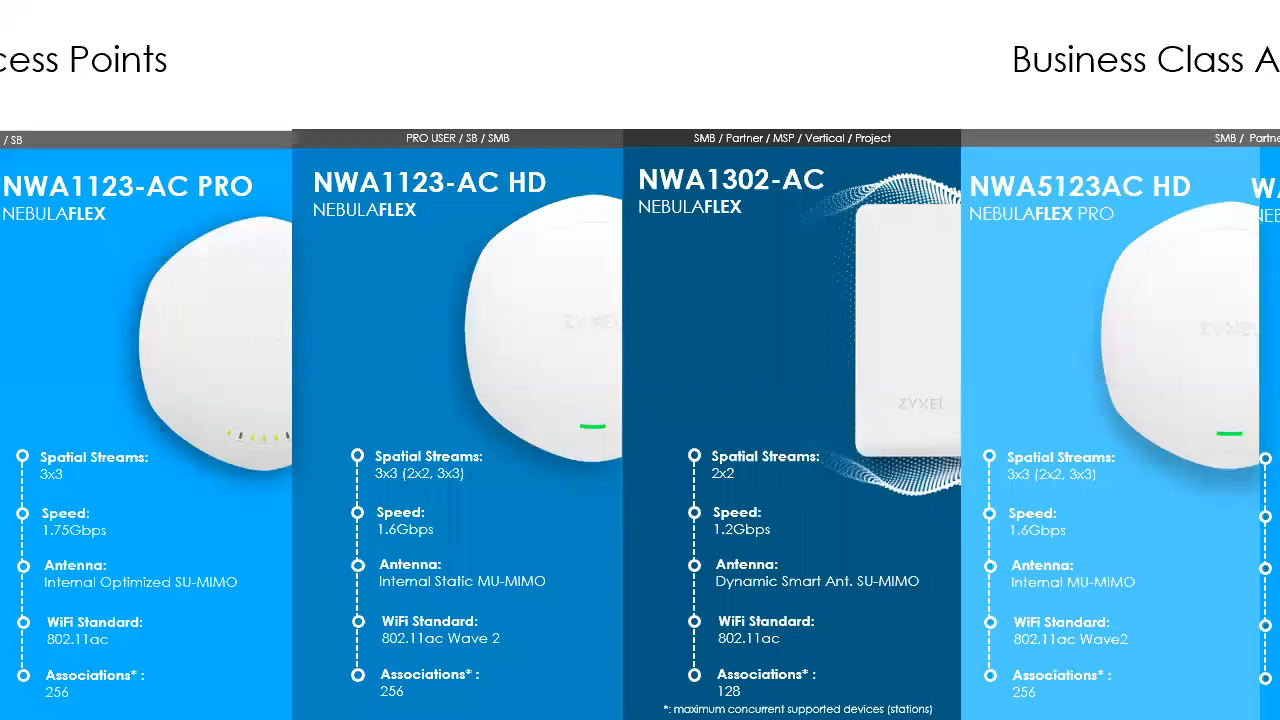 cess Points
Business Class A
/ SB
NWA1123-AC PRO
NEBULAFLEX
Spatial Streams:
3x3
Speed:
1.75Gbps
Antenna:
Internal Optimized SU-MIMO
WiFi Standard:
802.11ac
Associations* :
256
PRO USER / SB / SMB
NWA1123-AC HD
NEBULAFLEX
ZYXEL
Spatial Streams:
3x3 (2x2, 3x3)
Speed:
1.6Gbps
Antenna:
Internal Static MU-MIMO
WiFi Standard:
802.11ac Wave 2
Associations* :
256
SMB / Partner / MSP / Vertical / Project
NWA1302-AC
NEBULAFLEX
ZYXEL
Spatial Streams:
2x2
Speed:
1.2Gbps
Antenna:
Dynamic Smart Ant. SU-MIMO
WiFi Standard:
802.11ac
Associations* :
128
*: maximum concurrent supported devices (stations)
SMB / Partne
NWA5123AC HD
NEBULAFLEX PRO
ZYXEL
Spatial Streams:
3x3 (2x2, 3x3)
Speed:
1.6Gbps
Antenna:
Internal MU-MIMO
WiFi Standard:
802.11ac Wave2
Associations* :
256
WA
NEB